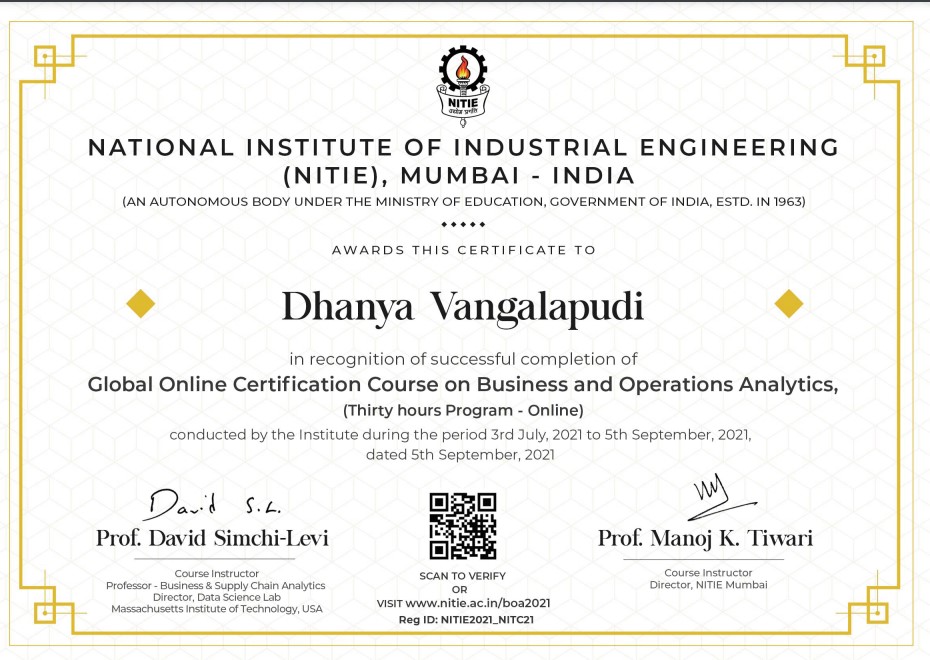 NITIE
उद्योग प्रगति
NATIONAL INSTITUTE OF INDUSTRIAL ENGINEERING
(NITIE), MUMBAI - INDIA
(AN AUTONOMOUS BODY UNDER THE MINISTRY OF EDUCATION, GOVERNMENT OF INDIA, ESTD. IN 1963)
AWARDS THIS CERTIFICATE TO
Dhanya Vangalapudi
in recognition of successful completion of
Global Online Certification Course on Business and Operations Analytics,
(Thirty hours Program - Online)
conducted by the Institute during the period 3rd July, 2021 to 5th September, 2021,
dated 5th September, 2021
David S.L.
Prof. David Simchi-Levi
Course Instructor
Professor - Business & Supply Chain Analytics
Director, Data Science Lab
Massachusetts Institute of Technology, USA
SCAN TO VERIFY
OR
VISIT www.nitie.ac.in/boa2021
Reg ID: NITIE2021_NITC21
Prof. Manoj K. Tiwari
Course Instructor
Director, NITIE Mumbai